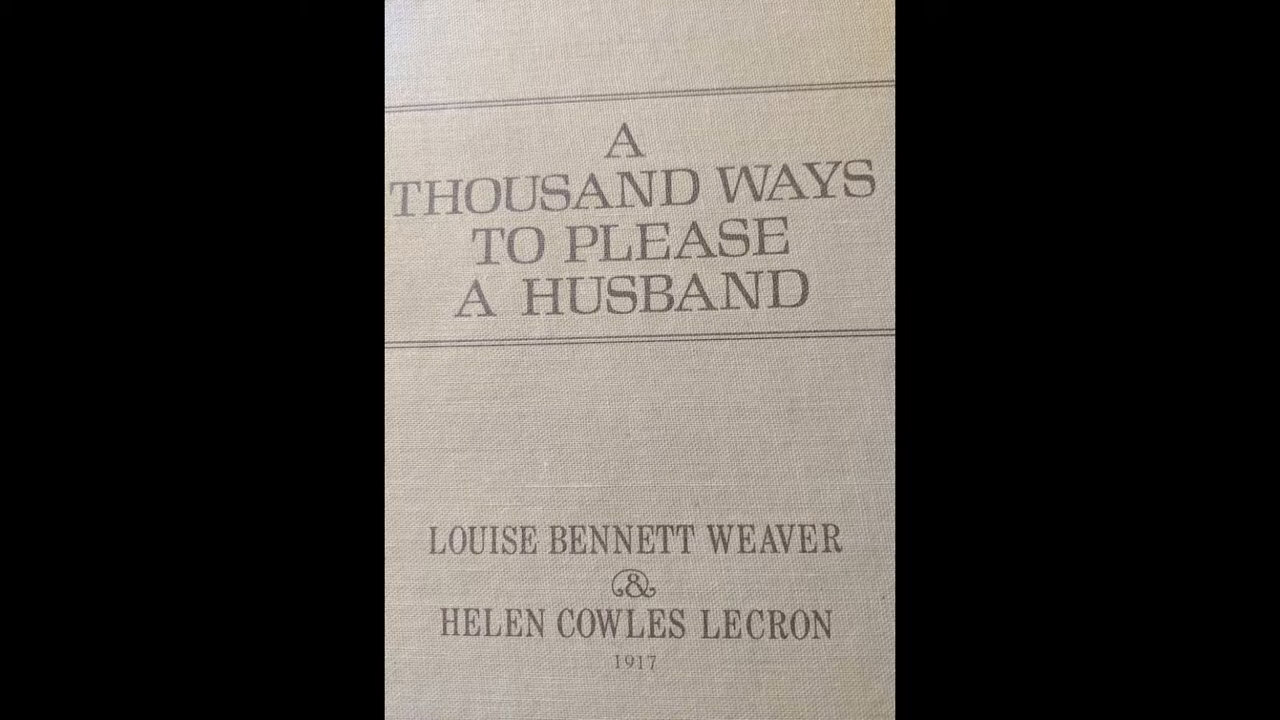 A
THOUSAND WAYS
TO PLEASE
A HUSBAND
LOUISE BENNETT WEAVER
&
HELEN COWLES LECRON
1917